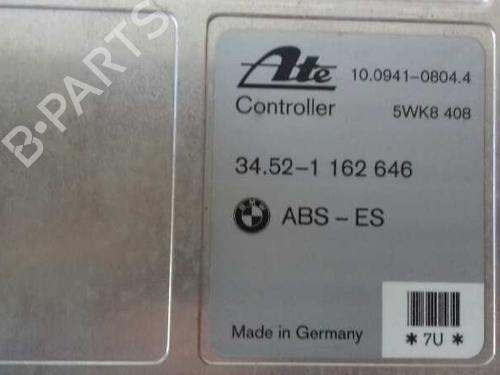 B-PARTS
Ate 10.0941-0804.4
Controller 5WK8 408
34.52-1 162 646
BMW ABS - ES
* 7U *
Made in Germany